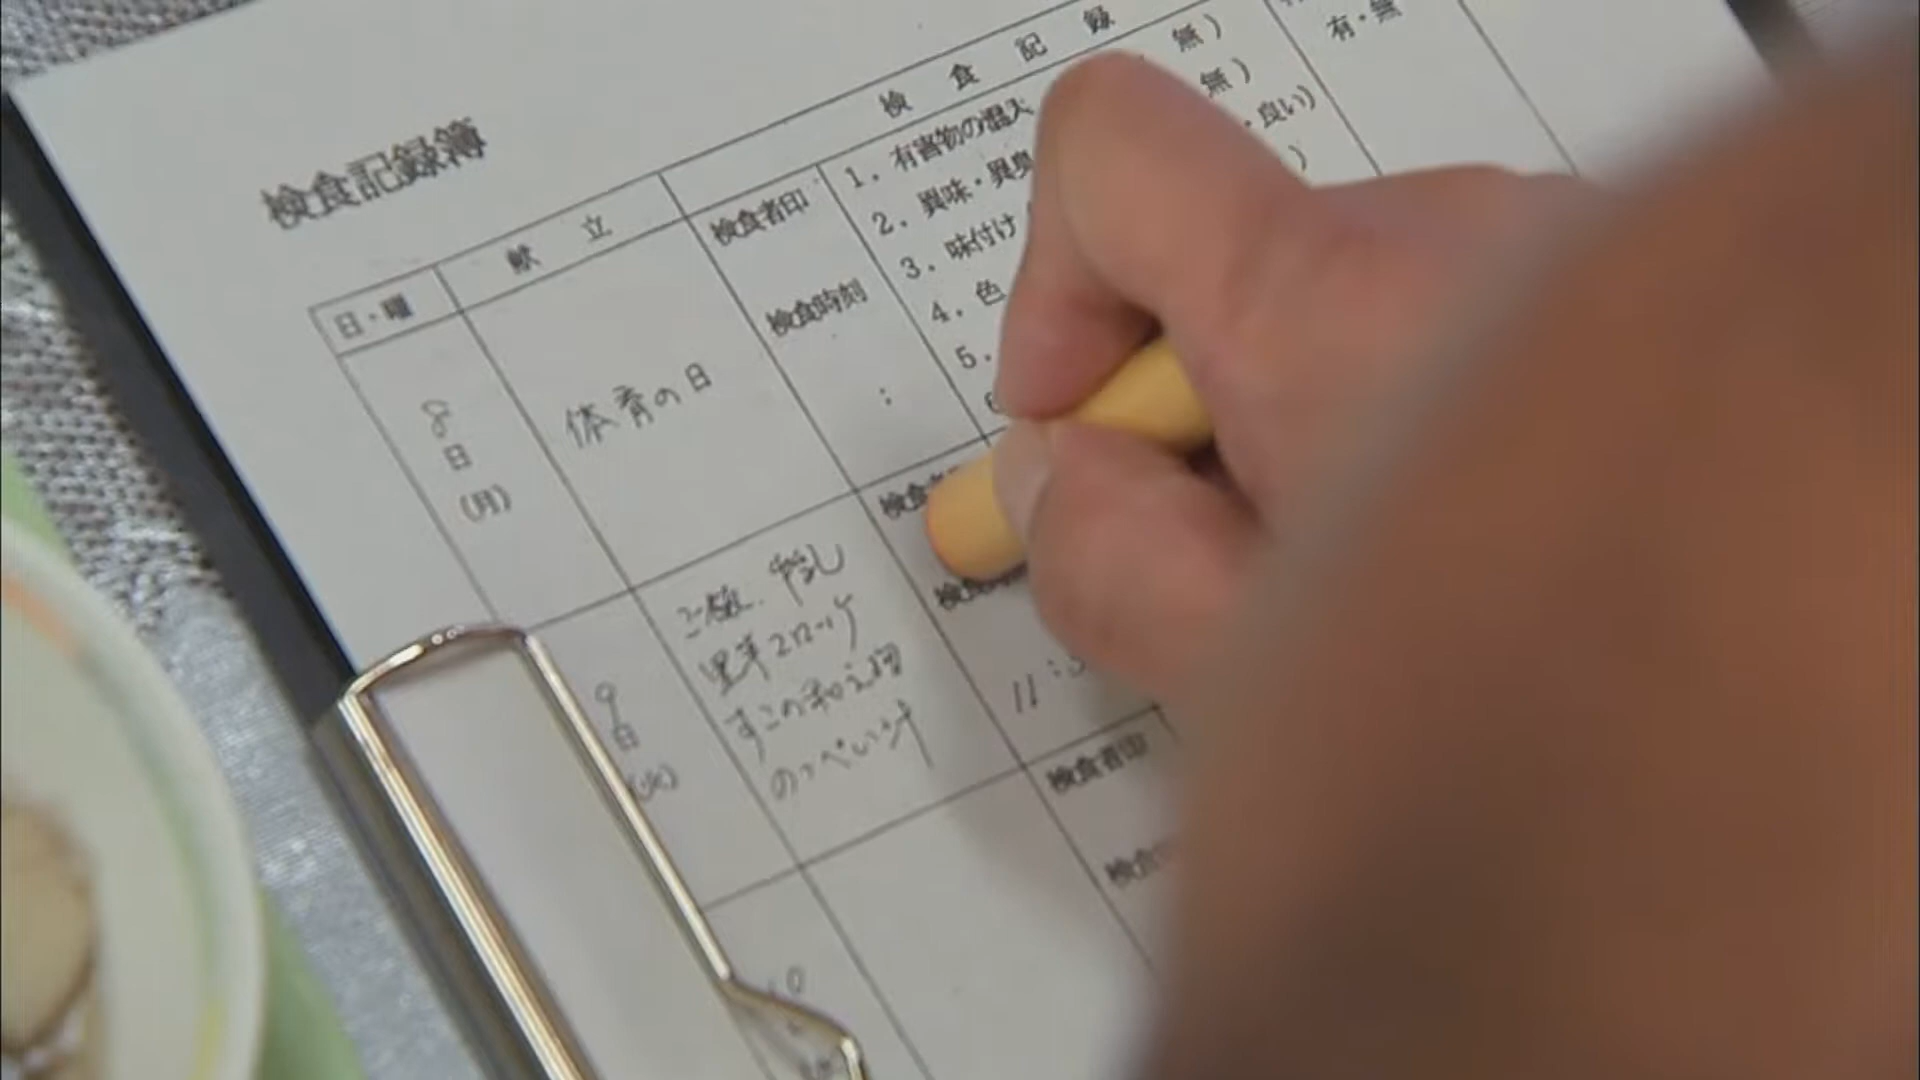 検食記録簿
検食記録
有・無
日・曜
献立
検食者印
検食時刻
:
1. 有害物の混入 無)
2. 異味・異臭 無)
3. 味付け ・良い)
4. 色 )
5.
8
日
(月)
体育の日
9
日
(火)
ご飯、牛乳
里芋コロッケ
すこの和え物
のっぺい汁
検食
検食
11:3
検食者印
検食
10